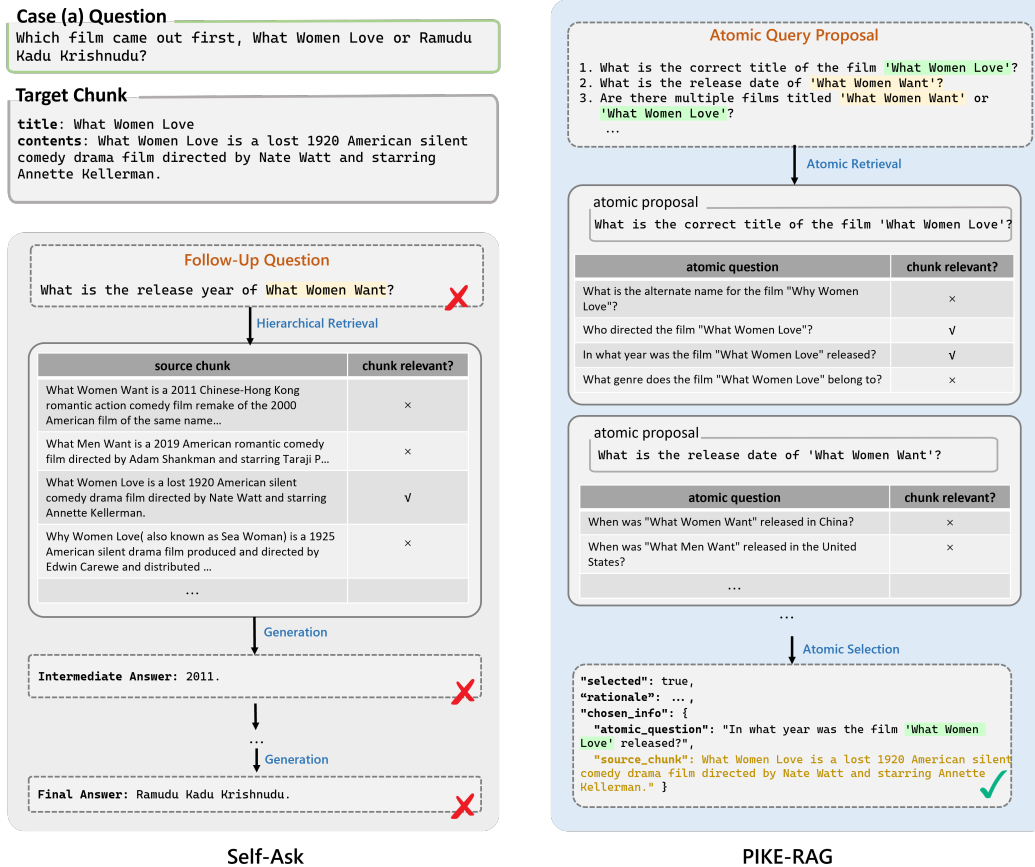 Case (a) Question
Which film came out first, What Women Love or Ramudu
Kadu Krishnudu?
Target Chunk
title: What Women Love
contents: What Women Love is a lost 1920 American silent
comedy drama film directed by Nate Watt and starring
Annette Kellerman.
Follow-Up Question
What is the release year of What Women Want?
Hierarchical Retrieval
source chunk chunk relevant?
What Women Want is a 2011 Chinese-Hong Kong
romantic action comedy film remake of the 2000
American film of the same name...
×
What Men Want is a 2019 American romantic comedy
film directed by Adam Shankman and starring Taraji P...
×
What Women Love is a lost 1920 American silent
comedy drama film directed by Nate Watt and starring
Annette Kellerman.
√
Why Women Love( also known as Sea Woman) is a 1925
American silent drama film produced and directed by
Edwin Carewe and distributed ...
×
...
Generation
Intermediate Answer: 2011.
...
Generation
Final Answer: Ramudu Kadu Krishnudu.
Self-Ask
Atomic Query Proposal
1. What is the correct title of the film 'What Women Love'?
2. What is the release date of 'What Women Want'?
3. Are there multiple films titled 'What Women Want' or
'What Women Love'?
...
Atomic Retrieval
atomic proposal
What is the correct title of the film 'What Women Love'?
atomic question chunk relevant?
What is the alternate name for the film "Why Women
Love"?
×
Who directed the film "What Women Love"? √
In what year was the film "What Women Love" released? √
What genre does the film "What Women Love" belong to? ×
atomic proposal
What is the release date of 'What Women Want'?
atomic question chunk relevant?
When was "What Women Want" released in China? ×
When was "What Men Want" released in the United
States?
×
...
...
Atomic Selection
"selected": true,
"rationale": ...,
"chosen_info": {
"atomic_question": "In what year was the film 'What Women
Love' released?",
"source_chunk": What Women Love is a lost 1920 American silent
comedy drama film directed by Nate Watt and starring Annette
Kellerman." }
PIKE-RAG